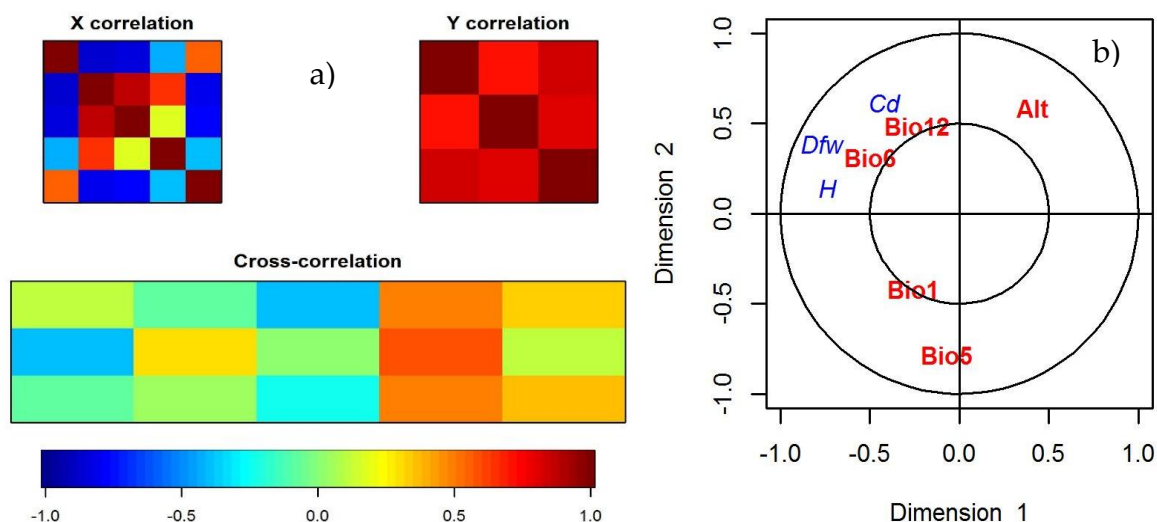 X correlation
Y correlation
a)
Cross-correlation
-1.0 -0.5 0.0 0.5 1.0
b)
Cd
Alt
Bio12
Dfw
Bio6
H
Bio1
Bio5
1.0
0.5
0.0
-0.5
-1.0
Dimension 2
-1.0 -0.5 0.0 0.5 1.0
Dimension 1